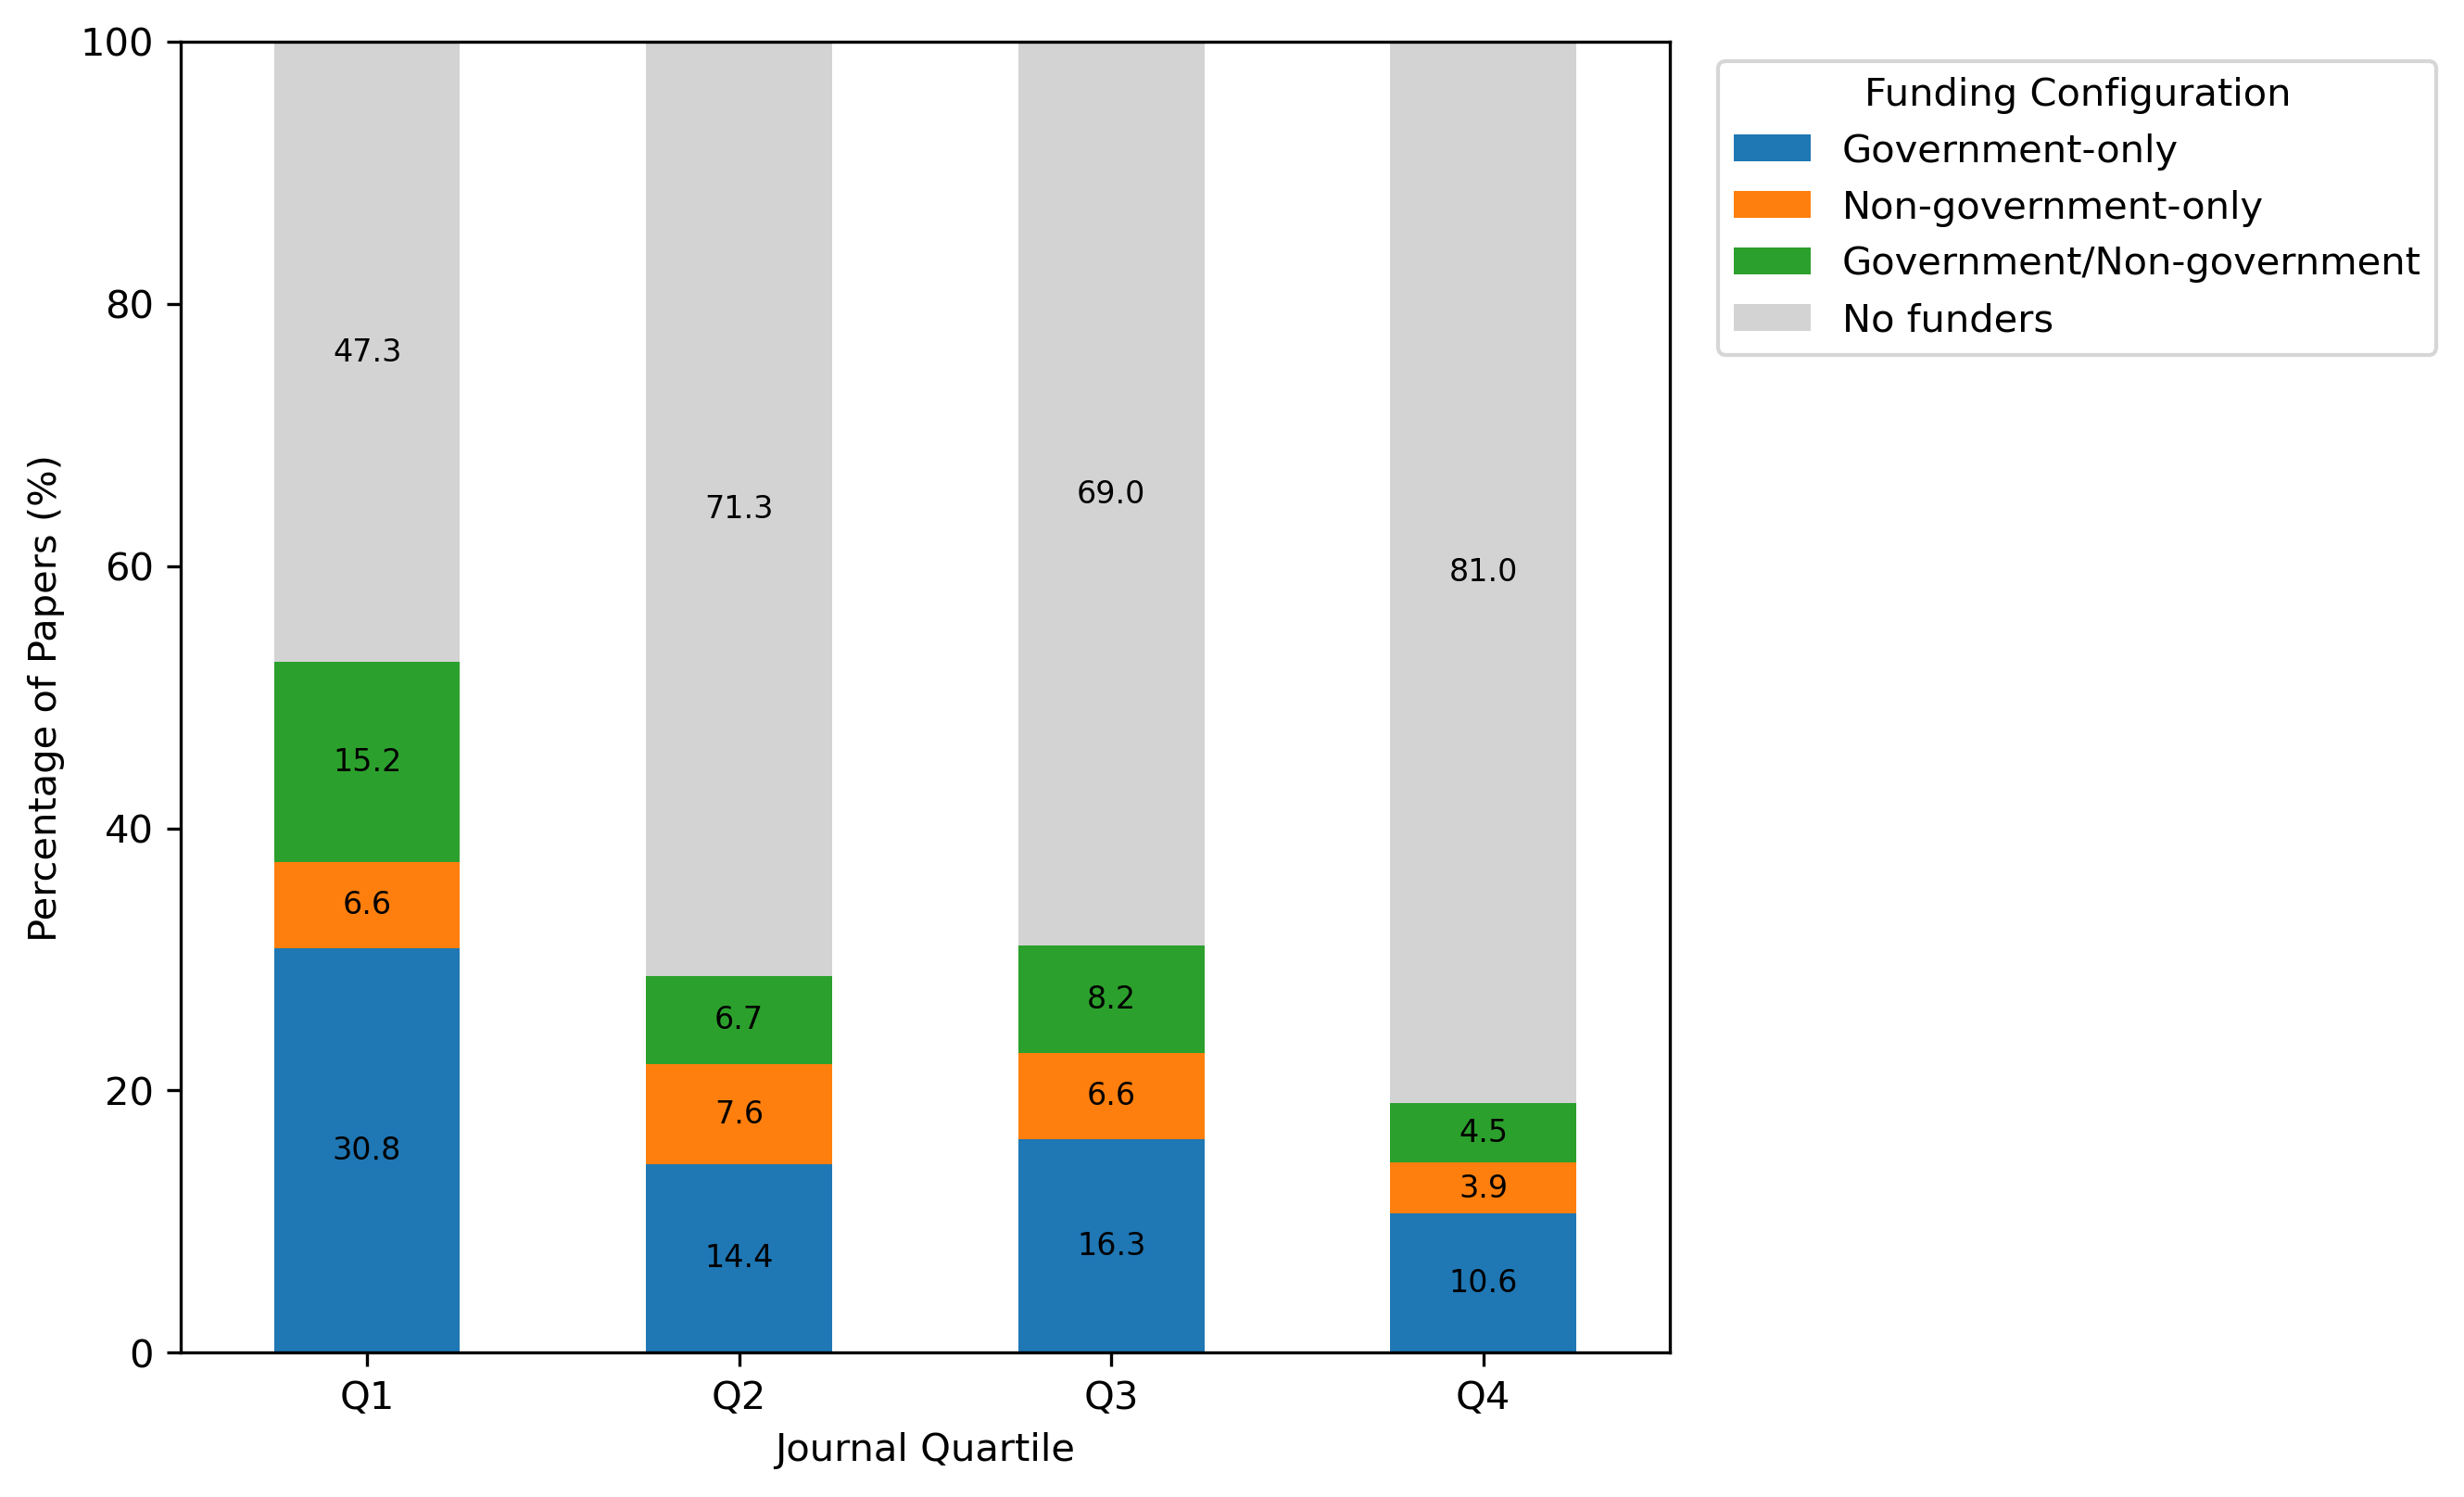 Percentage of Papers (%)
100
80
60
40
20
0
47.3
15.2
6.6
30.8
71.3
6.7
7.6
14.4
69.0
8.2
6.6
16.3
81.0
4.5
3.9
10.6
Q1 Q2 Q3 Q4
Journal Quartile
Funding Configuration
Government-only
Non-government-only
Government/Non-government
No funders